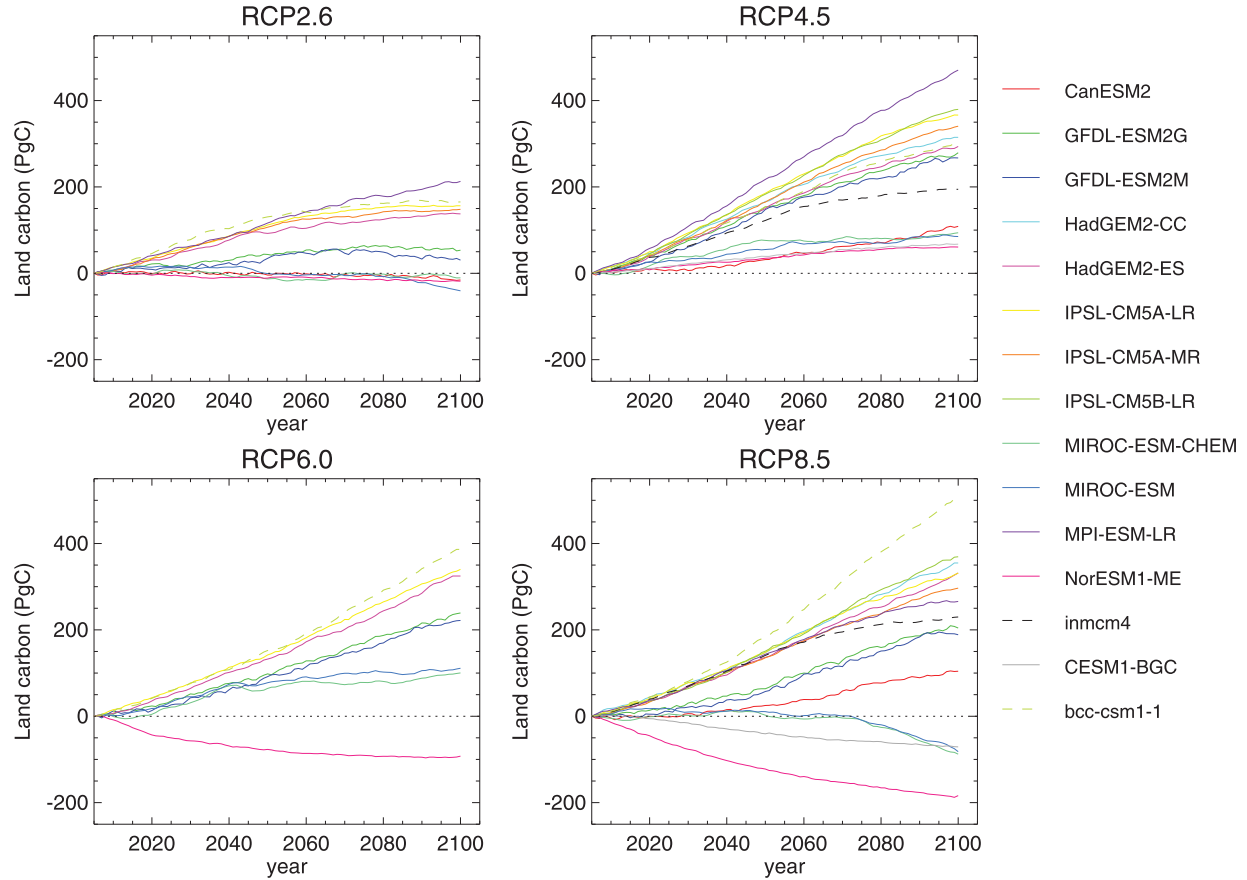 RCP2.6
RCP4.5
Land carbon (PgC)
400
200
0
-200
2020 2040 2060 2080 2100
year
Land carbon (PgC)
400
200
0
-200
2020 2040 2060 2080 2100
year
RCP6.0
RCP8.5
Land carbon (PgC)
400
200
0
-200
2020 2040 2060 2080 2100
year
Land carbon (PgC)
400
200
0
-200
2020 2040 2060 2080 2100
year
CanESM2
GFDL-ESM2G
GFDL-ESM2M
HadGEM2-CC
HadGEM2-ES
IPSL-CM5A-LR
IPSL-CM5A-MR
IPSL-CM5B-LR
MIROC-ESM-CHEM
MIROC-ESM
MPI-ESM-LR
NorESM1-ME
inmcm4
CESM1-BGC
bcc-csm1-1